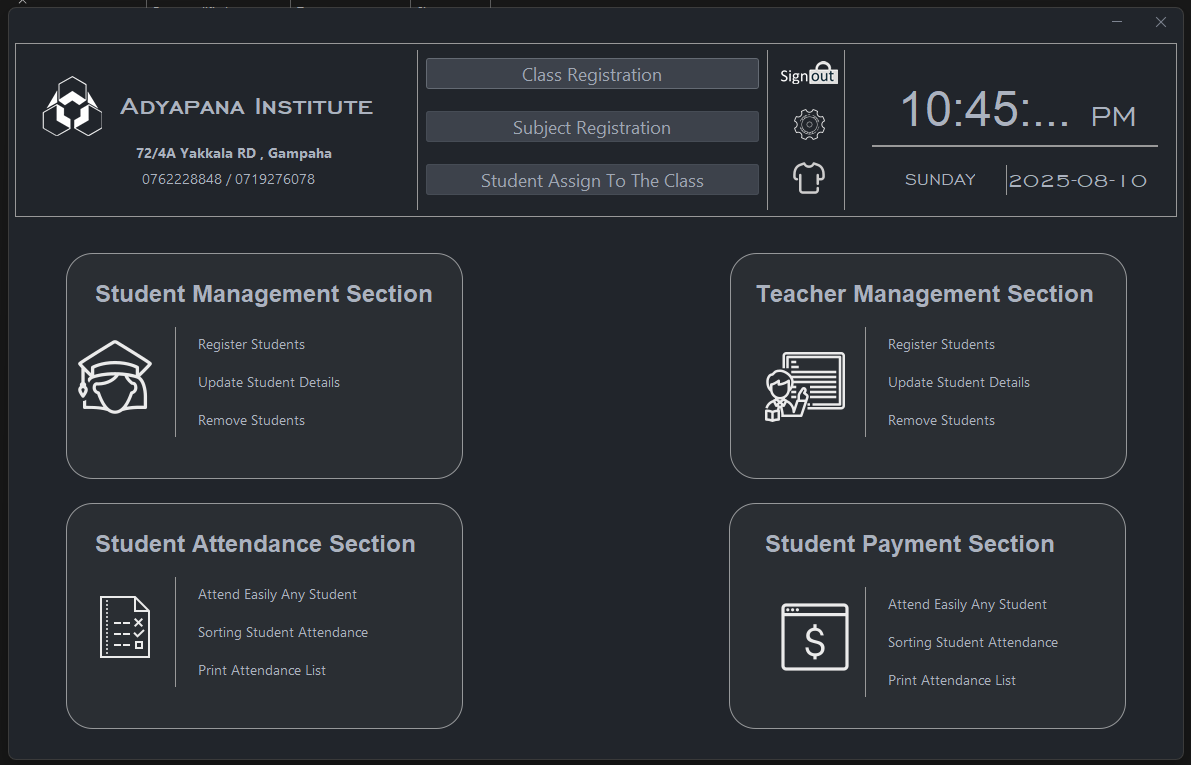 Adyapana Institute
72/4A Yakkala RD , Gampaha
0762228848 / 0719276078
Class Registration
Subject Registration
Student Assign To The Class
Signout
10:45:... PM
SUNDAY
2025-08-10
Student Management Section
Register Students
Update Student Details
Remove Students
Teacher Management Section
Register Students
Update Student Details
Remove Students
Student Attendance Section
Attend Easily Any Student
Sorting Student Attendance
Print Attendance List
Student Payment Section
$
Attend Easily Any Student
Sorting Student Attendance
Print Attendance List